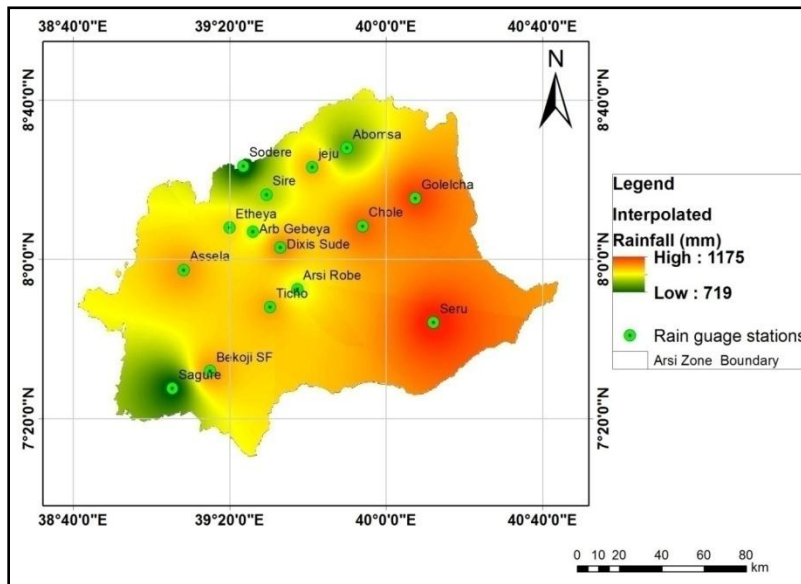 38°40'0"E 39°20'0"E 40°0'0"E 40°40'0"E
N
8°40'0"N
8°40'0"N
Abomsa
Sodere
jeju
Sire
Golelcha
Etheya
Chole
Arb Gebeya
Dixis Sude
8°0'0"N
8°0'0"N
Assela
Arsi Robe
Ticho
Seru
Bekoji SF
Sagure
7°20'0"N
7°20'0"N
38°40'0"E 39°20'0"E 40°0'0"E 40°40'0"E
Legend
Interpolated
Rainfall (mm)
High : 1175
Low : 719
Rain guage stations
Arsi Zone Boundary
0 10 20 40 60 80
km